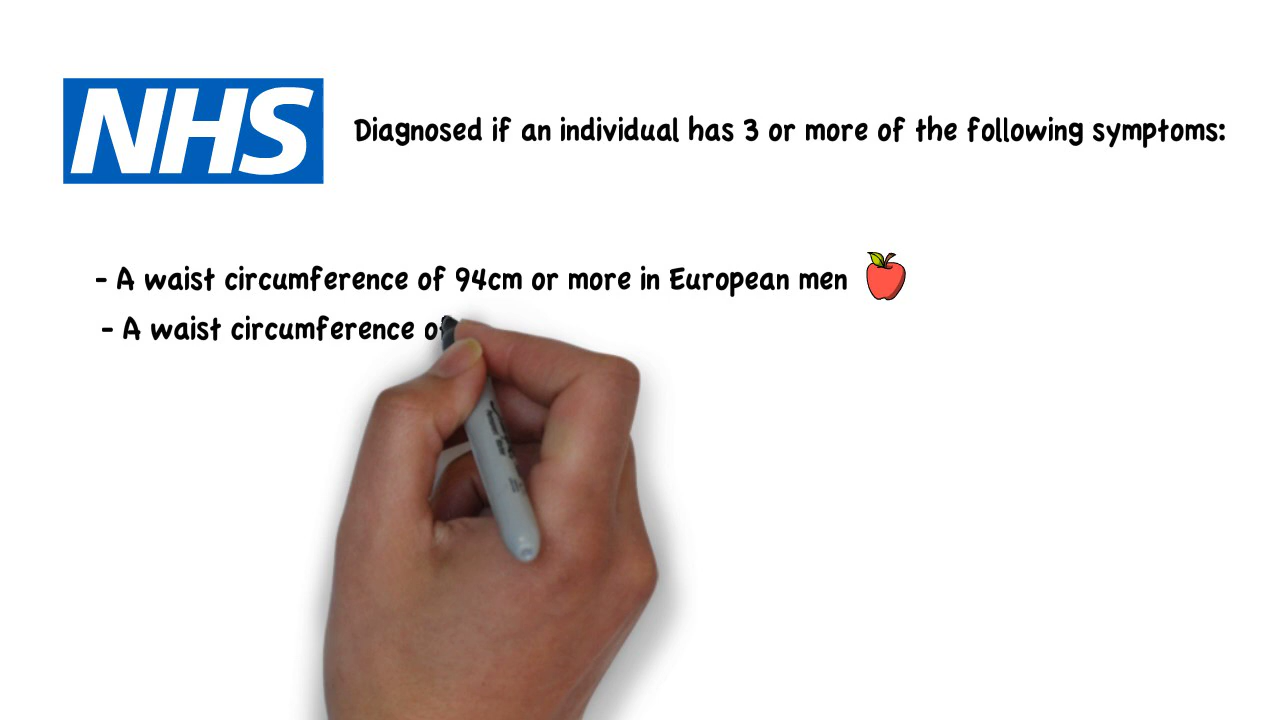 NHS
Diagnosed if an individual has 3 or more of the following symptoms:
- A waist circumference of 94cm or more in European men
- A waist circumference of